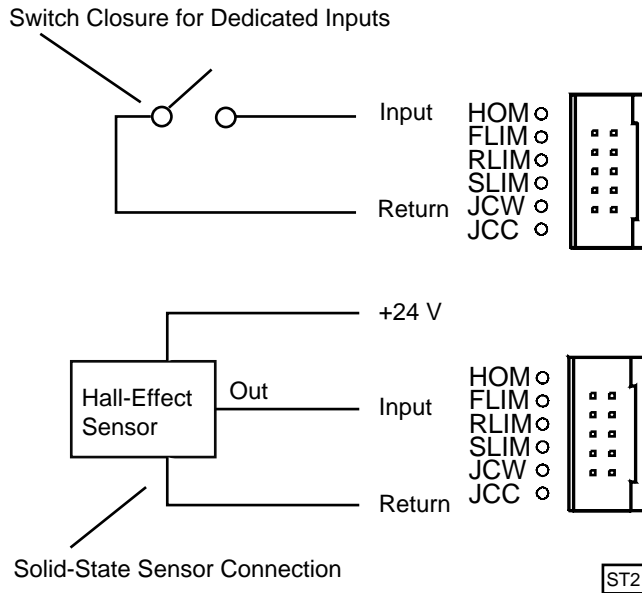 Switch Closure for Dedicated Inputs
Input
HOM
FLIM
RLIM
SLIM
JCW
JCC
Return
+24 V
Hall-Effect
Sensor
Out
Input
HOM
FLIM
RLIM
SLIM
JCW
JCC
Return
Solid-State Sensor Connection
ST2